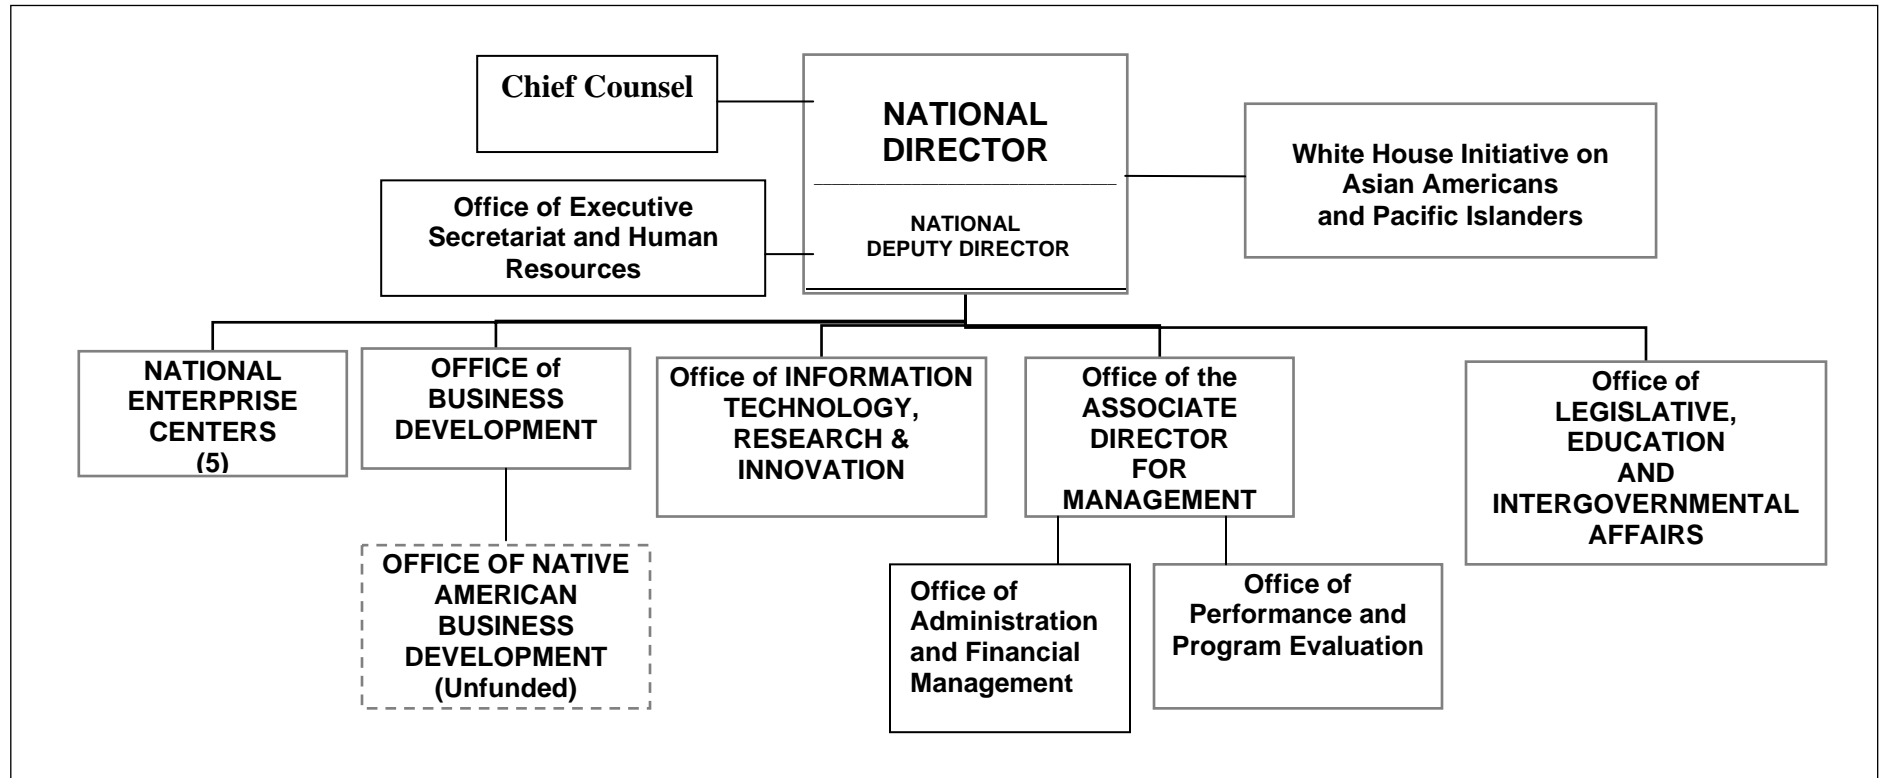 Chief Counsel
NATIONAL
DIRECTOR
NATIONAL
DEPUTY DIRECTOR
White House Initiative on
Asian Americans
and Pacific Islanders
Office of Executive
Secretariat and Human
Resources
NATIONAL
ENTERPRISE
CENTERS
(5)
OFFICE of
BUSINESS
DEVELOPMENT
Office of INFORMATION
TECHNOLOGY,
RESEARCH &
INNOVATION
Office of the
ASSOCIATE
DIRECTOR
FOR
MANAGEMENT
Office of
LEGISLATIVE,
EDUCATION
AND
INTERGOVERNMENTAL
AFFAIRS
OFFICE OF NATIVE
AMERICAN
BUSINESS
DEVELOPMENT
(Unfunded)
Office of
Administration
and Financial
Management
Office of
Performance and
Program Evaluation